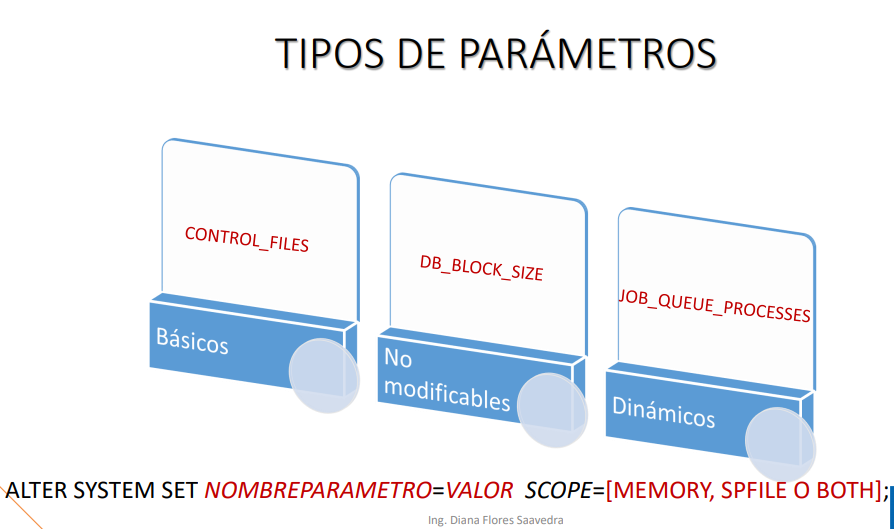 TIPOS DE PARÁMETROS
CONTROL_FILES
Básicos
DB_BLOCK_SIZE
No
modificables
JOB_QUEUE_PROCESSES
Dinámicos
ALTER SYSTEM SET NOMBREPARAMETRO=VALOR SCOPE=[MEMORY, SPFILE O BOTH];
Ing. Diana Flores Saavedra